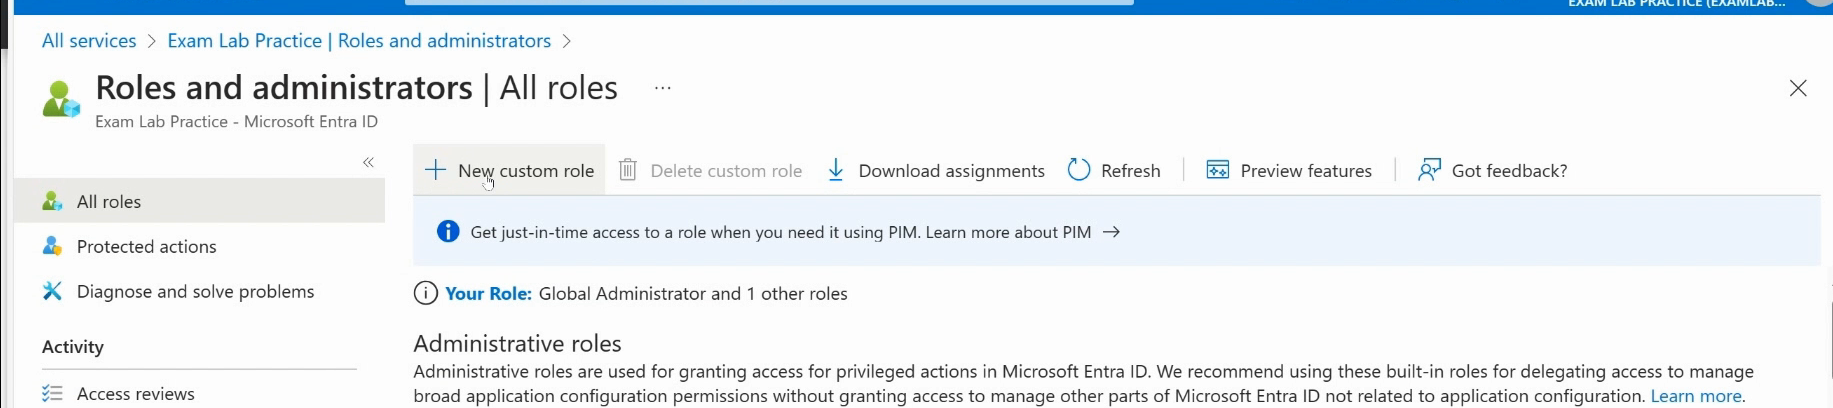 EXAM LAB PRACTICE (EXAMLAB...
All services > Exam Lab Practice | Roles and administrators >
Roles and administrators | All roles ...
Exam Lab Practice - Microsoft Entra ID
New custom role Delete custom role Download assignments Refresh Preview features Got feedback?
All roles
Protected actions
Diagnose and solve problems
Activity
Access reviews
Get just-in-time access to a role when you need it using PIM. Learn more about PIM →
Your Role: Global Administrator and 1 other roles
Administrative roles
Administrative roles are used for granting access for privileged actions in Microsoft Entra ID. We recommend using these built-in roles for delegating access to manage
broad application configuration permissions without granting access to manage other parts of Microsoft Entra ID not related to application configuration. Learn more.